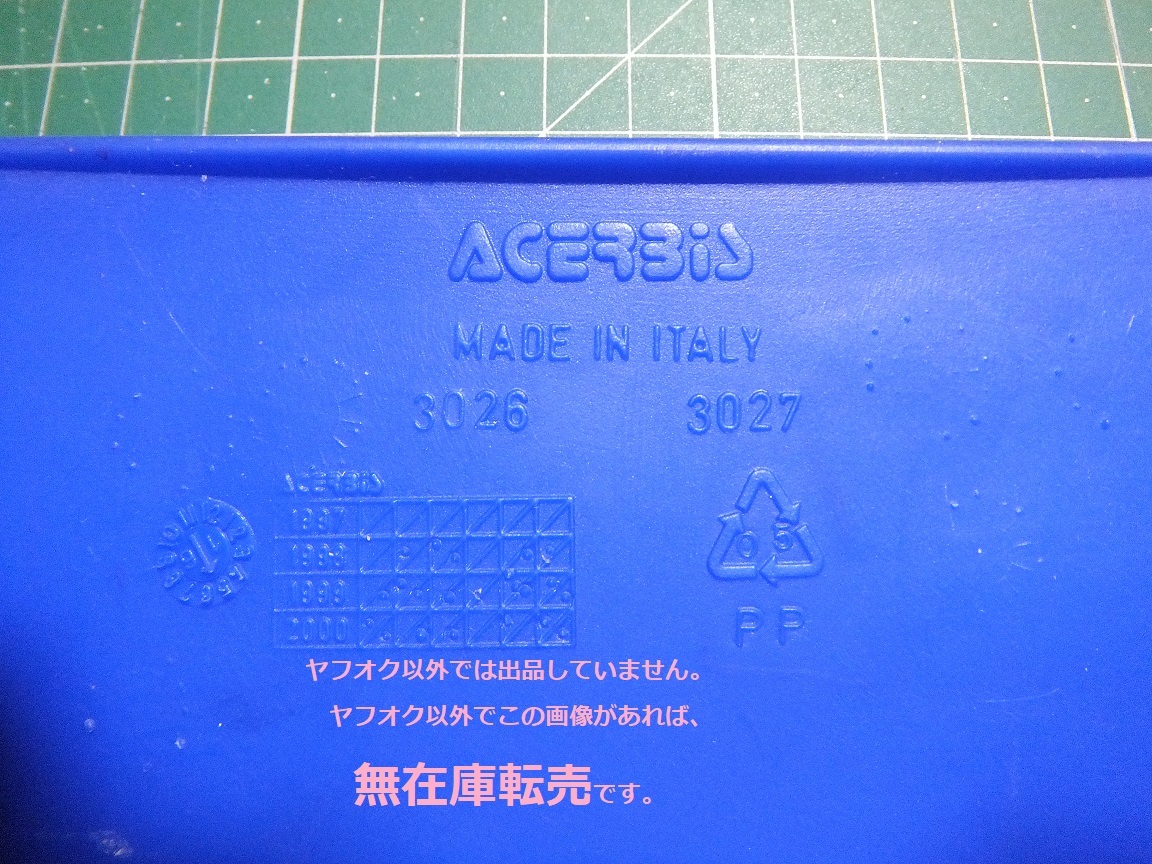 ACERBIS
MADE IN ITALY
3026 3027
ACERBIS
1997
1998
1999
2000
05
PP
ヤフオク以外では出品していません。
ヤフオク以外でこの画像があれば、
無在庫転売です。